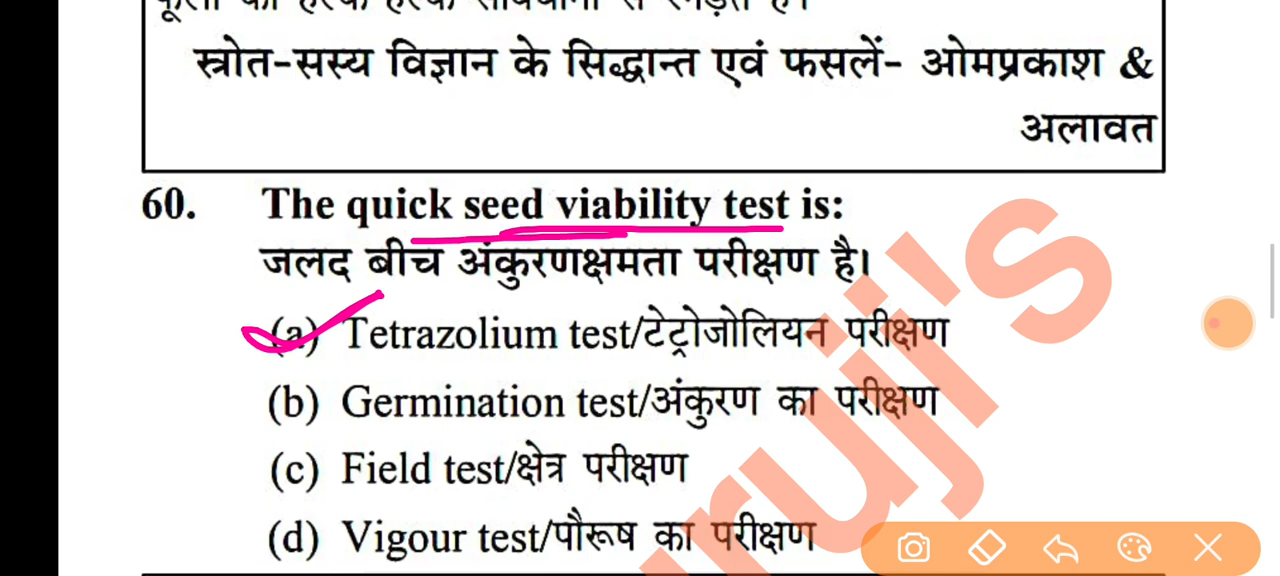 स्रोत-सस्य विज्ञान के सिद्धान्त एवं फसलें- ओमप्रकाश &
अलावत
60. The quick seed viability test is:
जलद बीच अंकुरणक्षमता परीक्षण है।
(a) Tetrazolium test/टेट्रोजोलियन परीक्षण
(b) Germination test/अंकुरण का परीक्षण
(c) Field test/क्षेत्र परीक्षण
(d) Vigour test/पौरूष का परीक्षण
ruji's